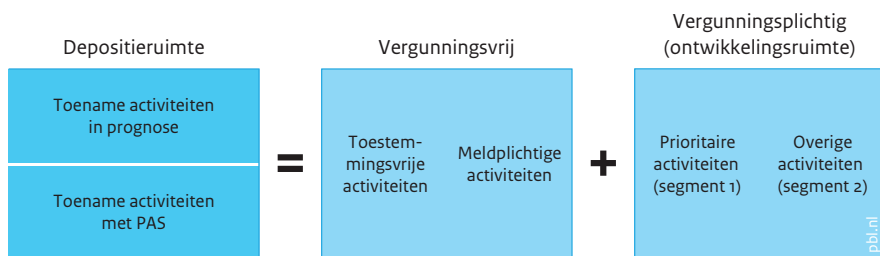 Depositieruimte
Toename activiteiten
in prognose
Toename activiteiten
met PAS
=
Vergunningsvrij
Toestem-
mingsvrije
activiteiten
Meldplichtige
activiteiten
+
Vergunningsplichtig
(ontwikkelingsruimte)
Prioritaire
activiteiten
(segment 1)
Overige
activiteiten
(segment 2)
pbl.nl